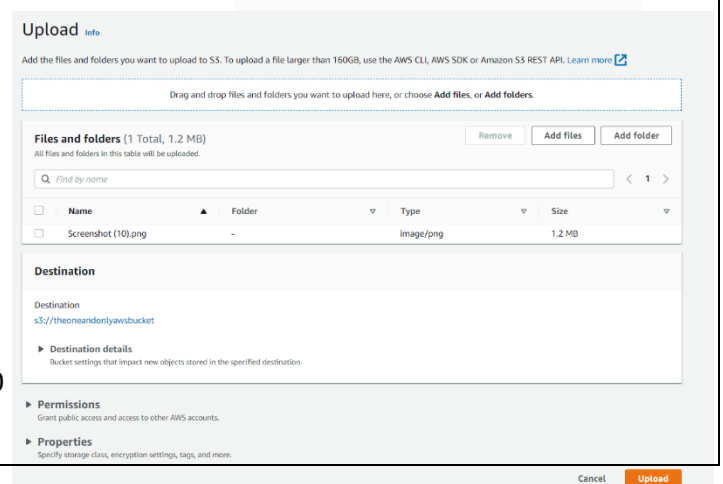 Upload Info
Add the files and folders you want to upload to S3. To upload a file larger than 160GB, use the AWS CLI, AWS SDK or Amazon S3 REST API. Learn more
Drag and drop files and folders you want to upload here, or choose Add files, or Add folders.
Files and folders (1 Total, 1.2 MB)
All files and folders in this table will be uploaded.
Remove
Add files
Add folder
Find by name
< 1 >
Name Folder Type Size
Screenshot (10).png - image/png 1.2 MB
Destination
Destination
s3://theoneandonlyawsbucket
Destination details
Bucket settings that impact new objects stored in the specified destination.
Permissions
Grant public access and access to other AWS accounts.
Properties
Specify storage class, encryption settings, tags, and more.
Cancel
Upload